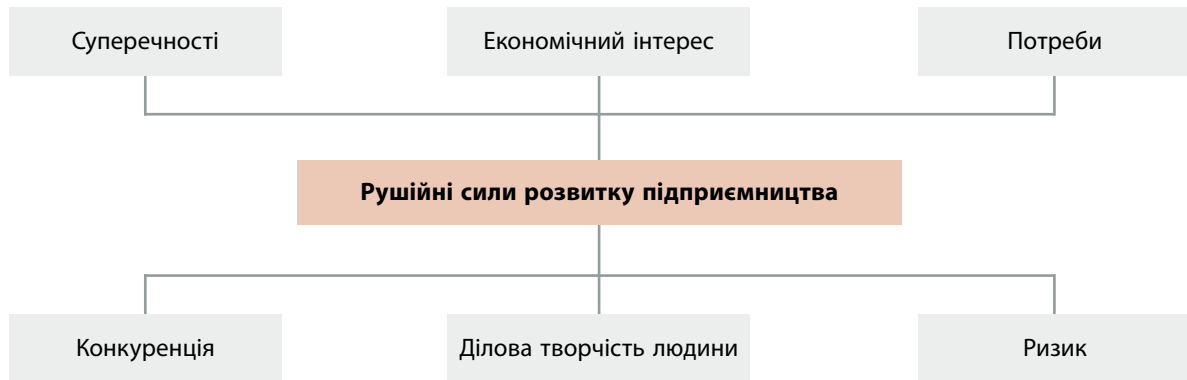 Суперечності
Економічний інтерес
Потреби
Рушійні сили розвитку підприємництва
Конкуренція
Ділова творчість людини
Ризик